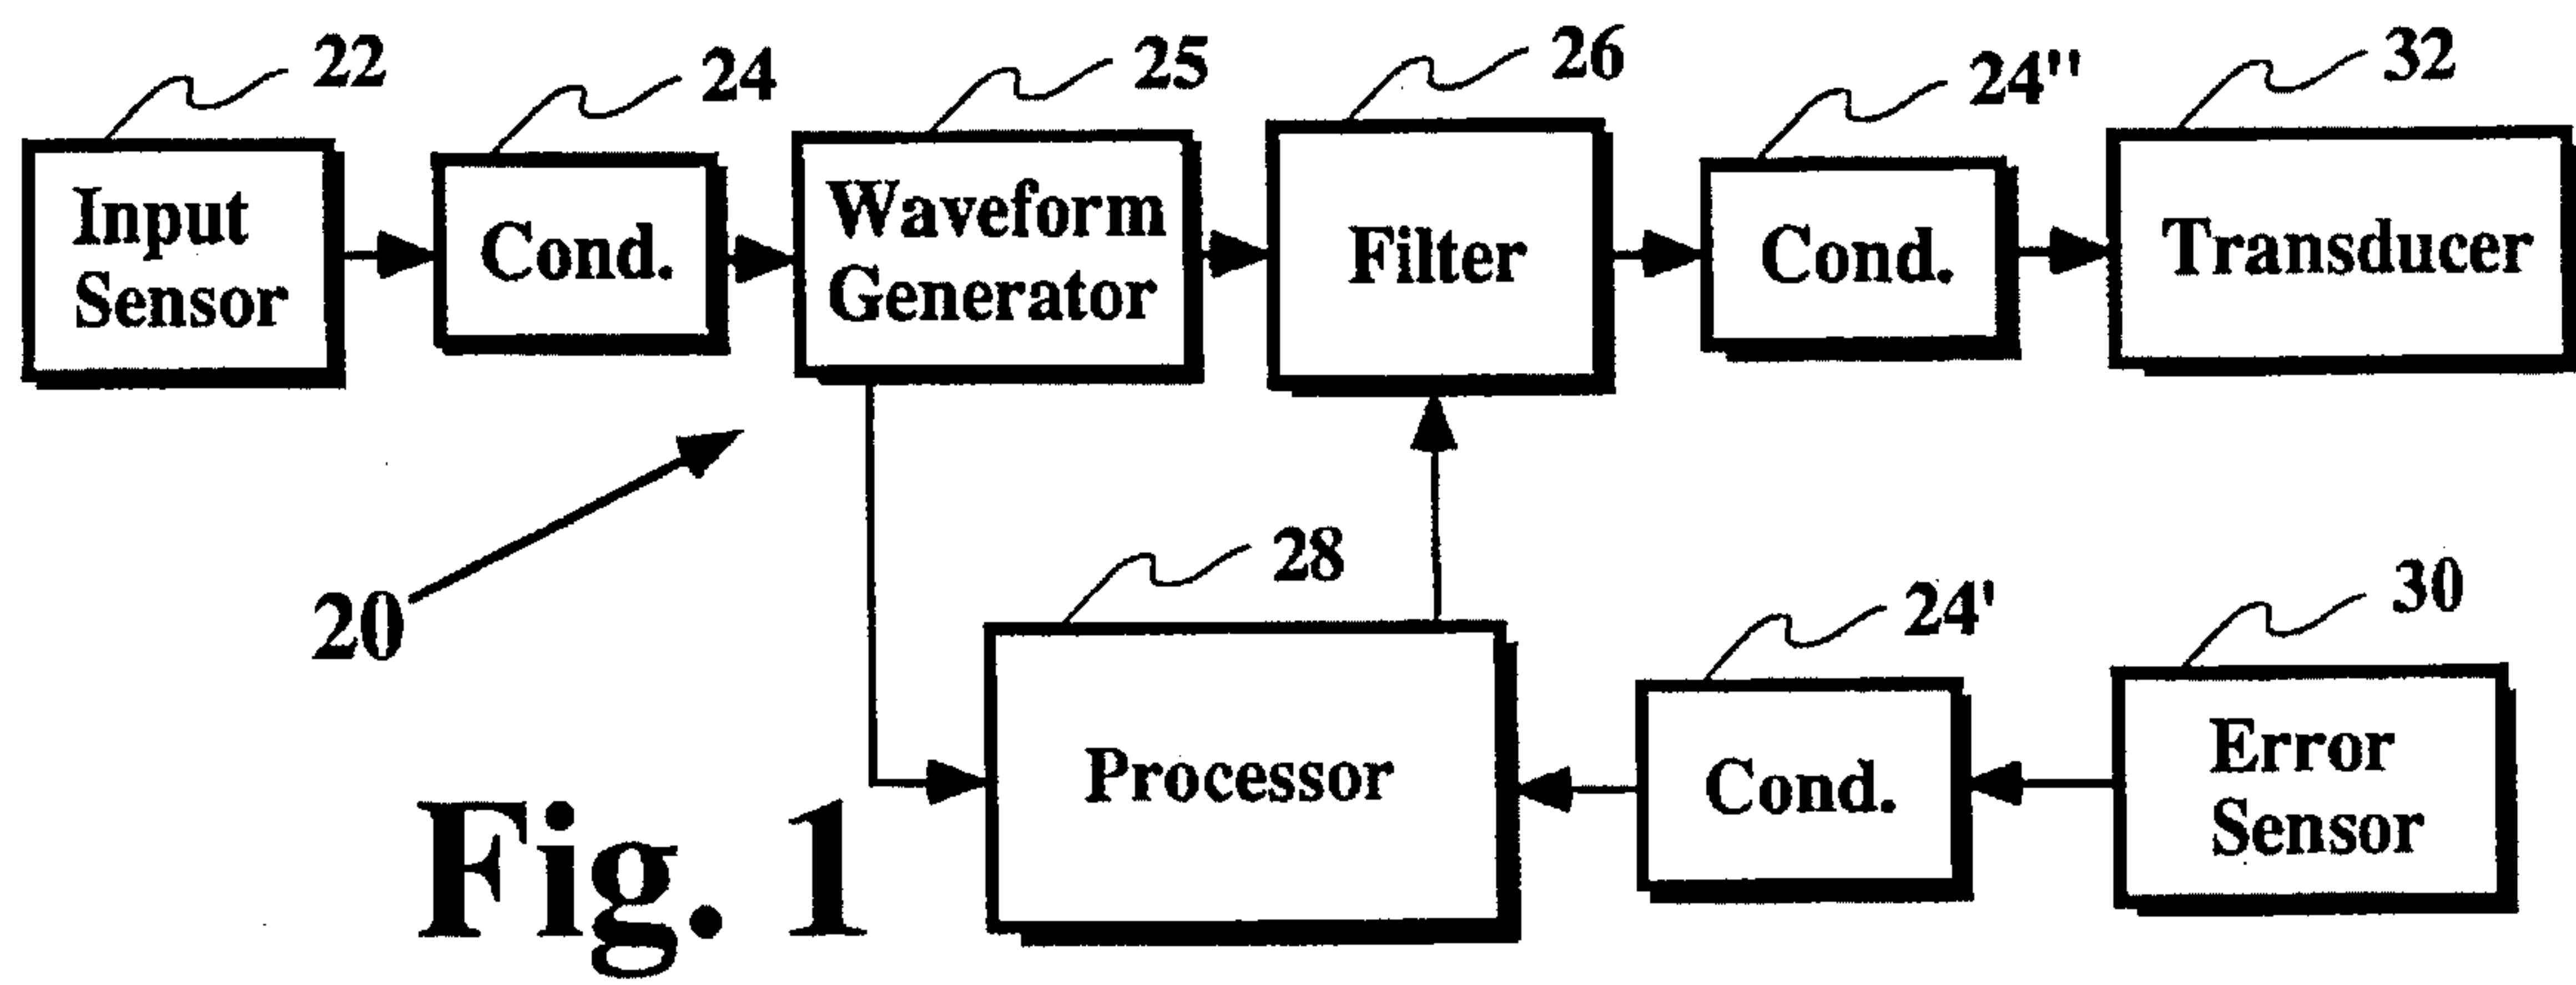 22
24
25
26
24"
32
Input
Sensor
Cond.
Waveform
Generator
Filter
Cond.
Transducer
20
28
24'
30
Processor
Cond.
Error
Sensor
Fig. 1